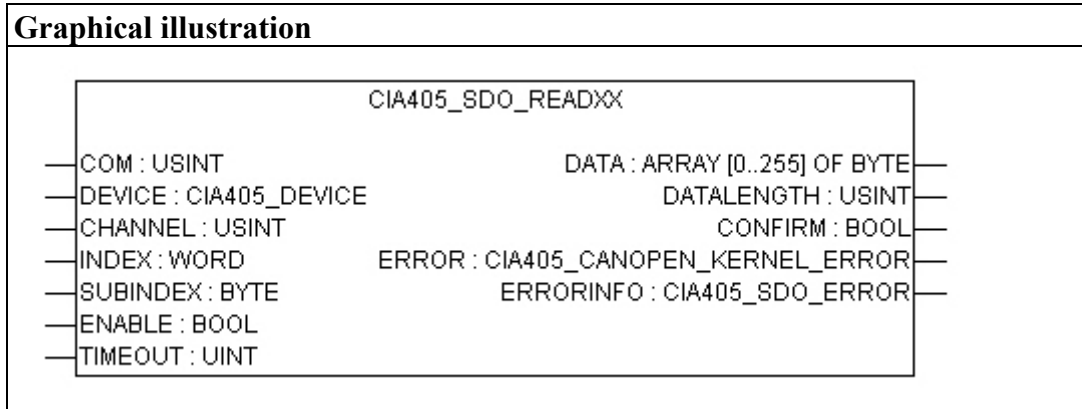 Graphical illustration
CIA405_SDO_READXX
COM : USINT DATA : ARRAY [0..255] OF BYTE
DEVICE : CIA405_DEVICE DATALENGTH : USINT
CHANNEL : USINT CONFIRM : BOOL
INDEX : WORD ERROR : CIA405_CANOPEN_KERNEL_ERROR
SUBINDEX : BYTE ERRORINFO : CIA405_SDO_ERROR
ENABLE : BOOL
TIMEOUT : UINT